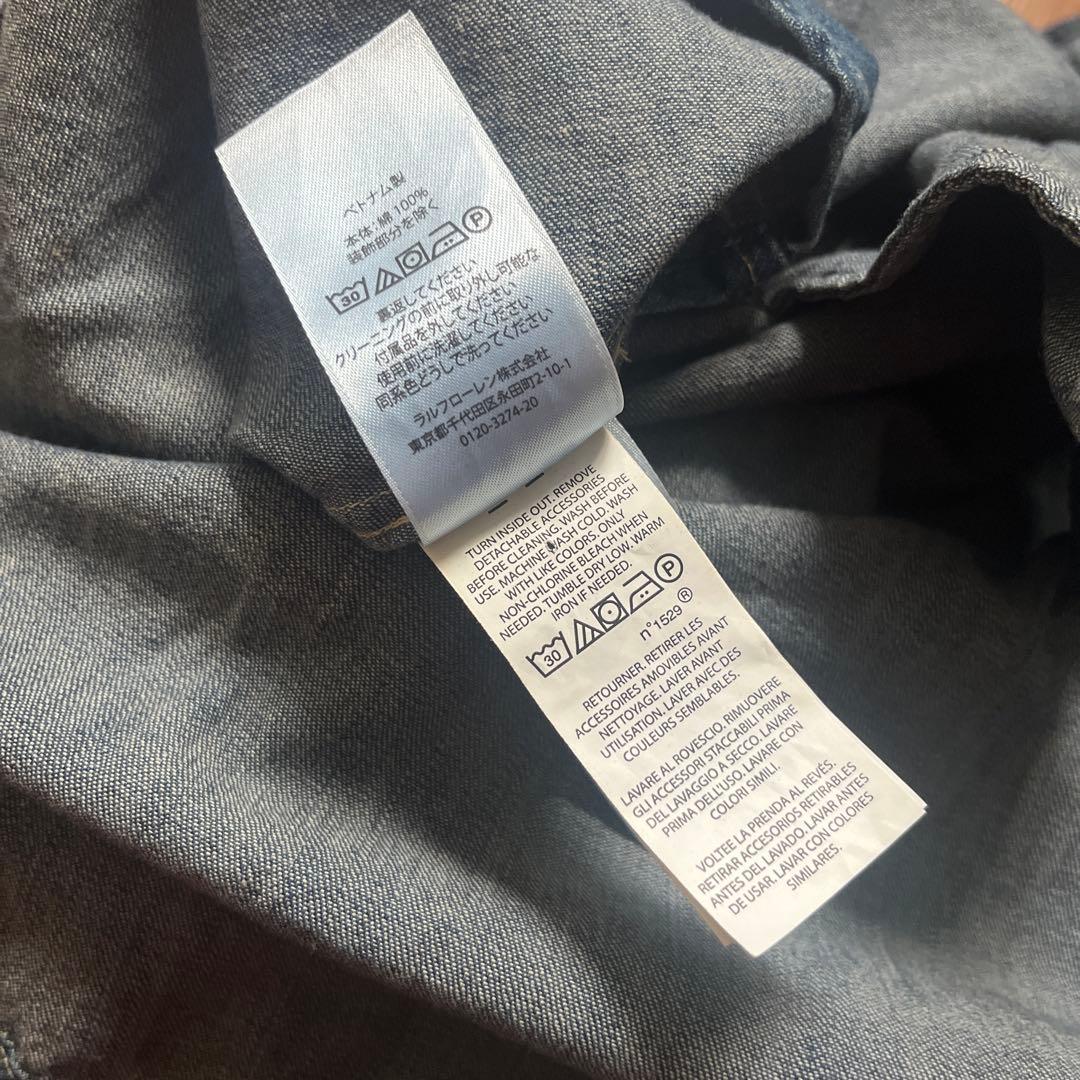 ベトナム製
本体・綿 100%
装飾部分を除く
30 P
裏返してください
クリーニングの前に取り外し可能な
付属品を外してください
使用前に洗濯してください
同系色どうしで洗ってください
ラルフローレン株式会社
東京都千代田区永田町2-10-1
0120-3274-20
TURN INSIDE OUT. REMOVE
DETACHABLE ACCESSORIES
BEFORE CLEANING. WASH BEFORE
USE. MACHINE WASH COLD. WASH
WITH LIKE COLORS. ONLY
NON-CHLORINE BLEACH WHEN
NEEDED. TUMBLE DRY LOW. WARM
IRON IF NEEDED.
30 P
n°1529 ®
RETOURNER. RETIRER LES
ACCESSOIRES AMOVIBLES AVANT
NETTOYAGE. LAVER AVANT
UTILISATION. LAVER AVEC DES
COULEURS SEMBLABLES.
LAVARE AL ROVESCIO. RIMUOVERE
GLI ACCESSORI STACCABILI PRIMA
DEL LAVAGGIO A SECCO. LAVARE
PRIMA DELL'USO. LAVARE CON
COLORI SIMILI.
VOLTEE LA PRENDA AL REVÉS.
RETIRAR ACCESORIOS RETIRABLES
ANTES DEL LAVADO. LAVAR ANTES
DE USAR. LAVAR CON COLORES
SIMILARES.